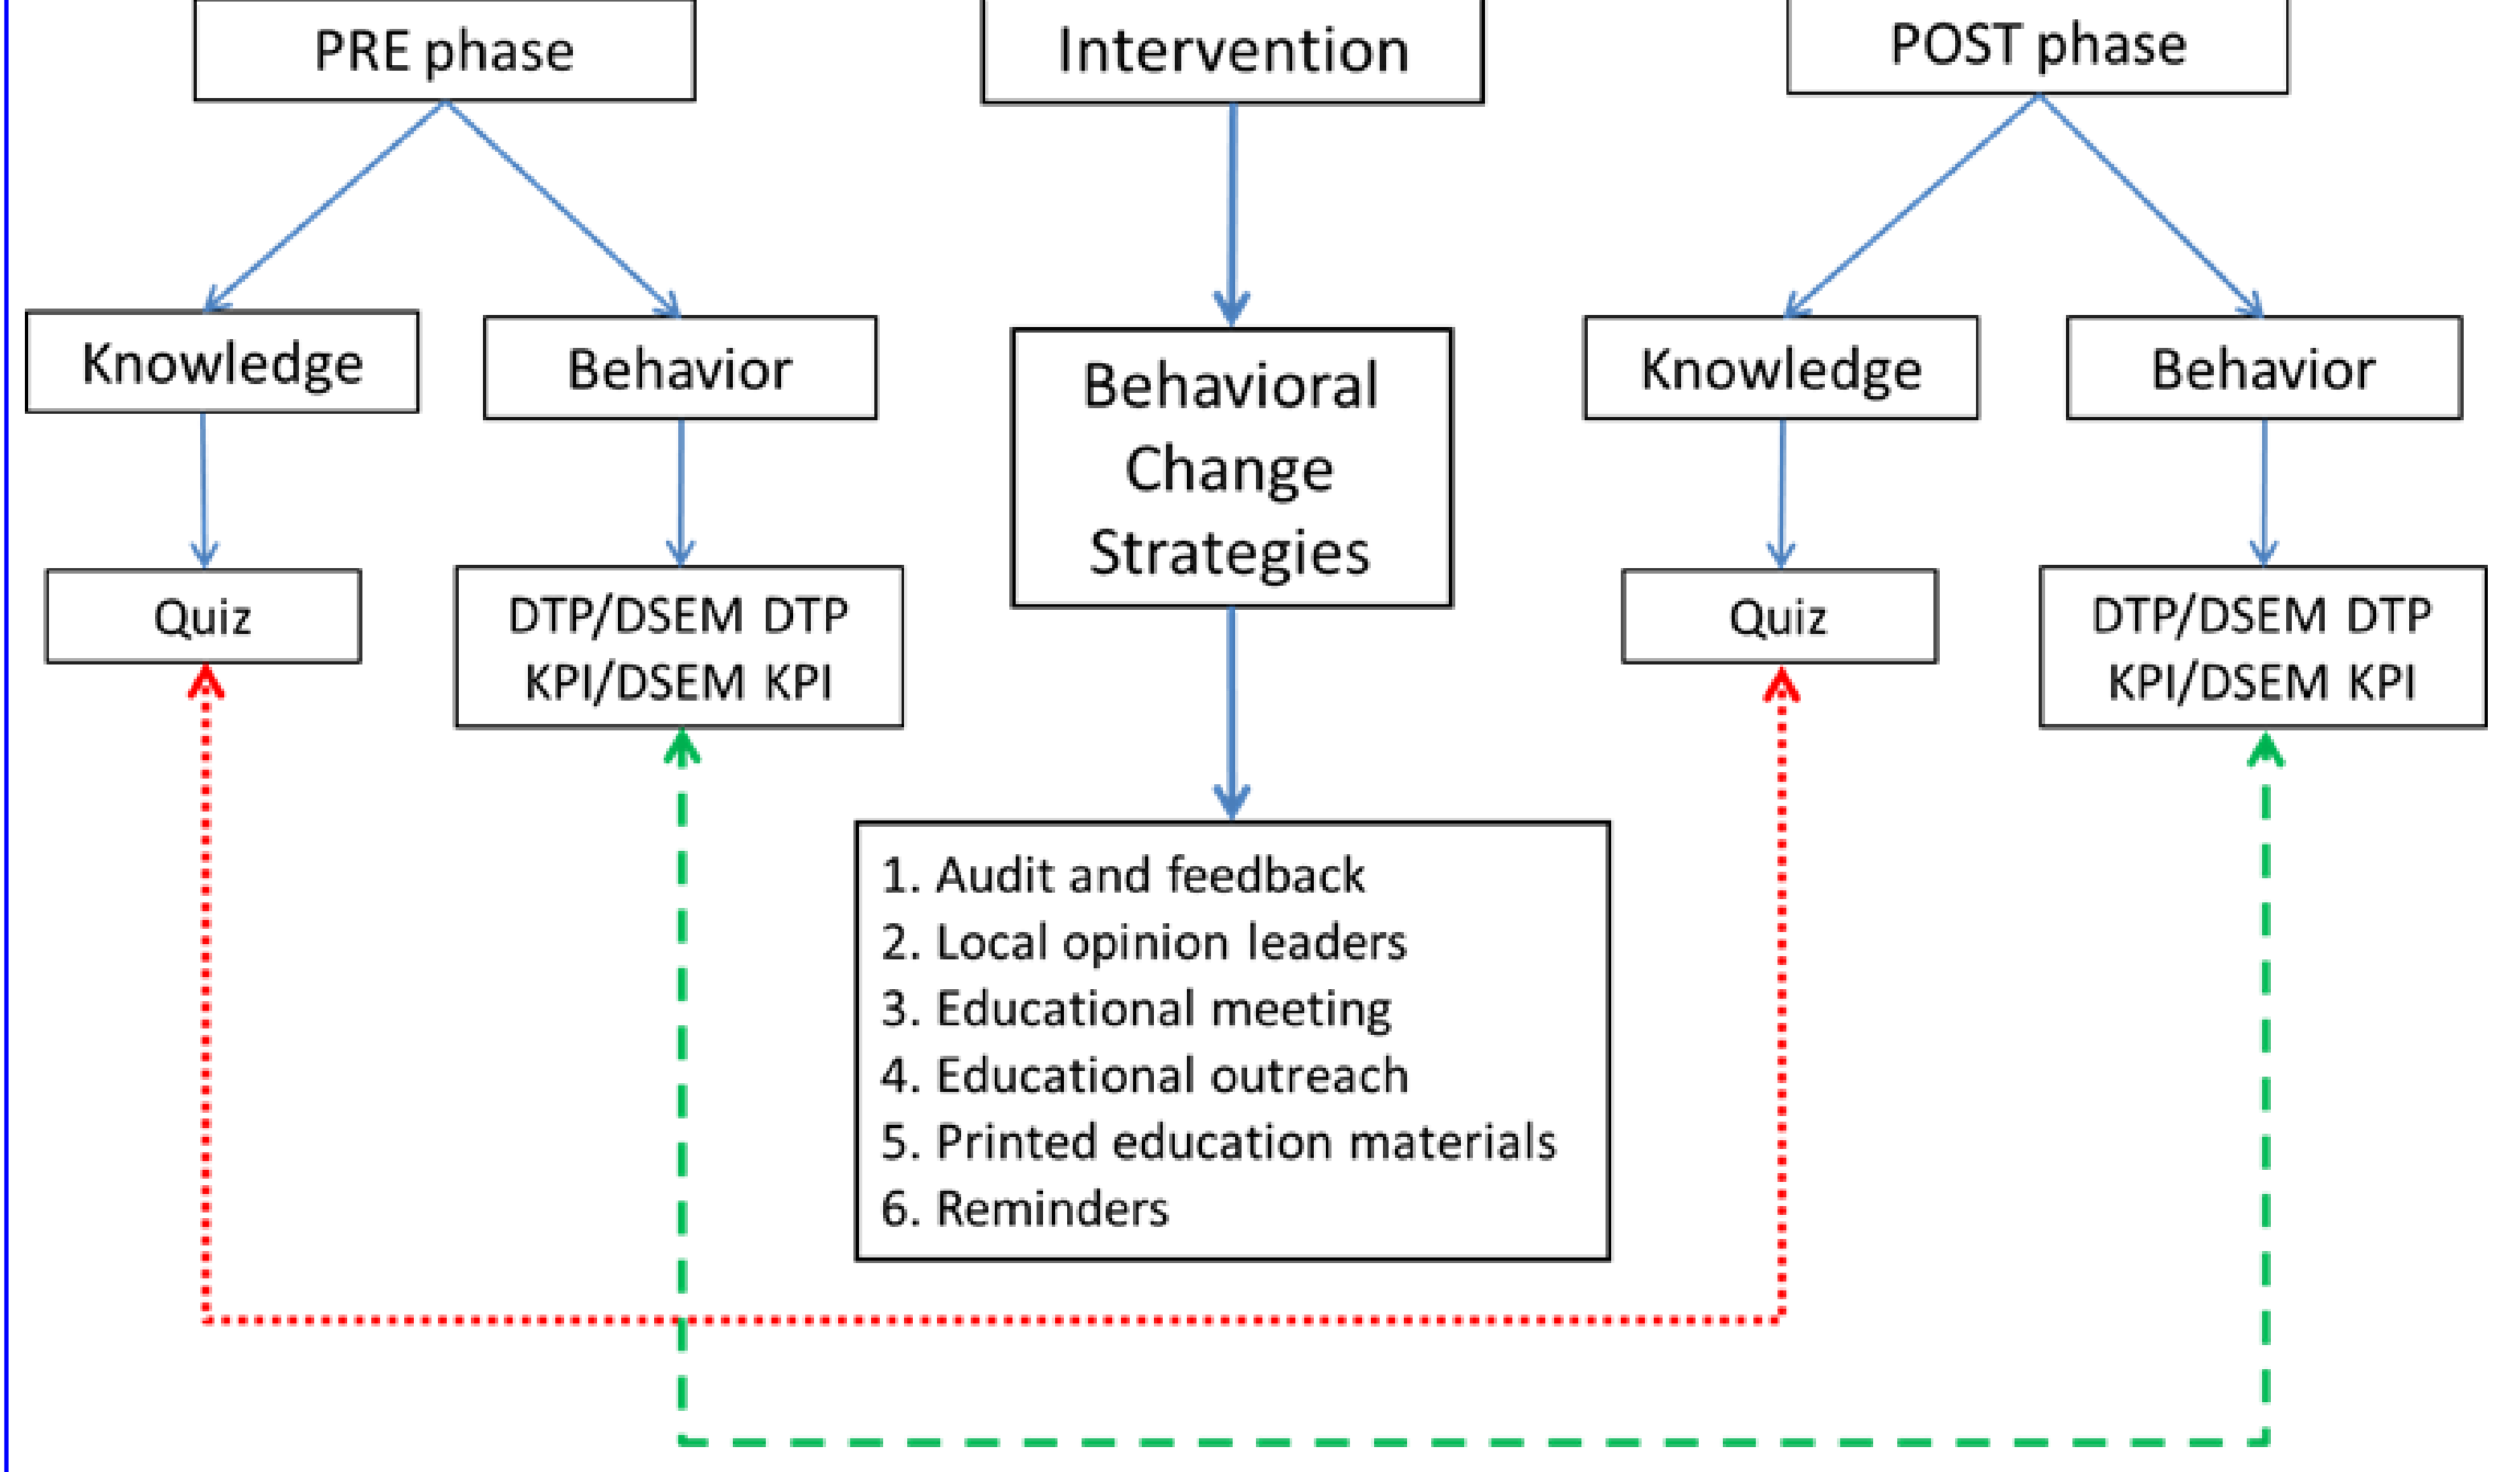 PRE phase
Intervention
POST phase
Knowledge
Behavior
Behavioral
Change
Strategies
Knowledge
Behavior
Quiz
DTP/DSEM DTP
KPI/DSEM KPI
Quiz
DTP/DSEM DTP
KPI/DSEM KPI
1. Audit and feedback
2. Local opinion leaders
3. Educational meeting
4. Educational outreach
5. Printed education materials
6. Reminders